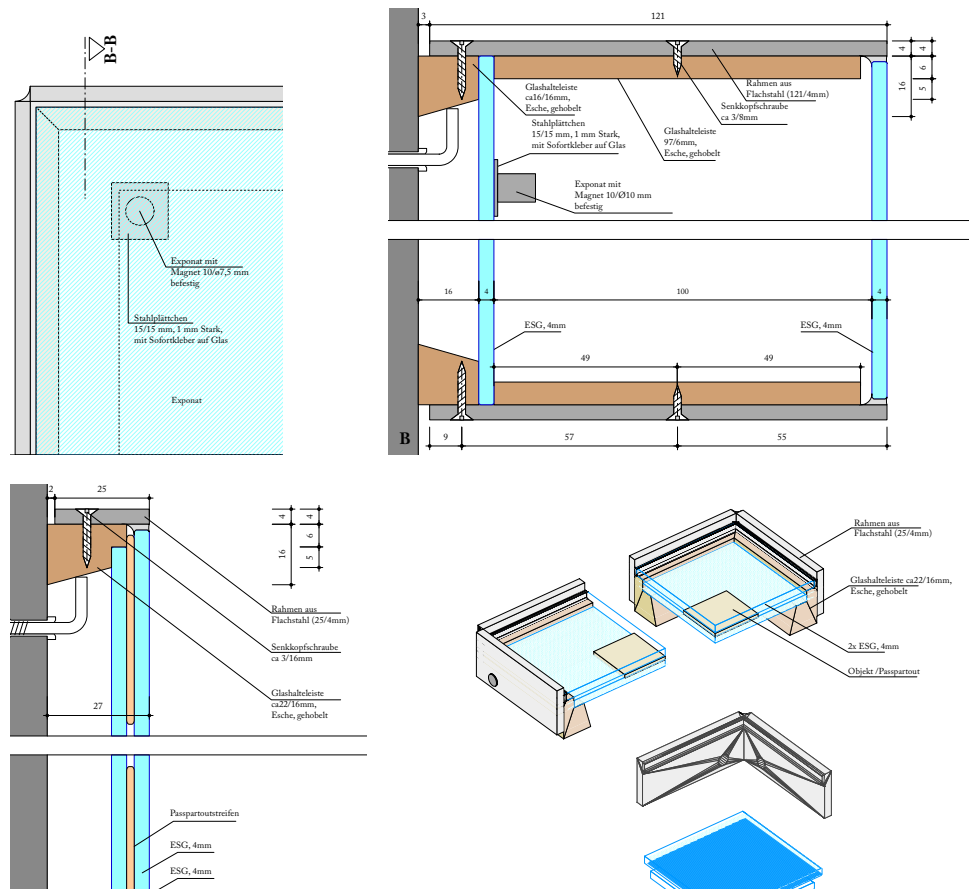 B-B
Exponat mit
Magnet 10/ø7,5 mm
befestig
Stahlplättchen
15/15 mm, 1 mm Stark,
mit Sofortkleber auf Glas
Exponat
3
121
4
4
6
16
5
Glashalteleiste
ca16/16mm,
Esche, gehobelt
Stahlplättchen
15/15 mm, 1 mm Stark,
mit Sofortkleber auf Glas
Rahmen aus
Flachstahl (121/4mm)
Senkkopfschraube
ca 3/8mm
Glashalteleiste
97/6mm,
Esche, gehobelt
Exponat mit
Magnet 10/Ø10 mm
befestig
16
4
100
4
ESG, 4mm
ESG, 4mm
49
49
B
9
57
55
2
25
4
4
6
16
5
Rahmen aus
Flachstahl (25/4mm)
Senkkopfschraube
ca 3/16mm
Glashalteleiste
ca22/16mm,
Esche, gehobelt
27
Passpartoutstreifen
ESG, 4mm
ESG, 4mm
Rahmen aus
Flachstahl (25/4mm)
Glashalteleiste ca22/16mm,
Esche, gehobelt
2x ESG, 4mm
Objekt /Passpartout